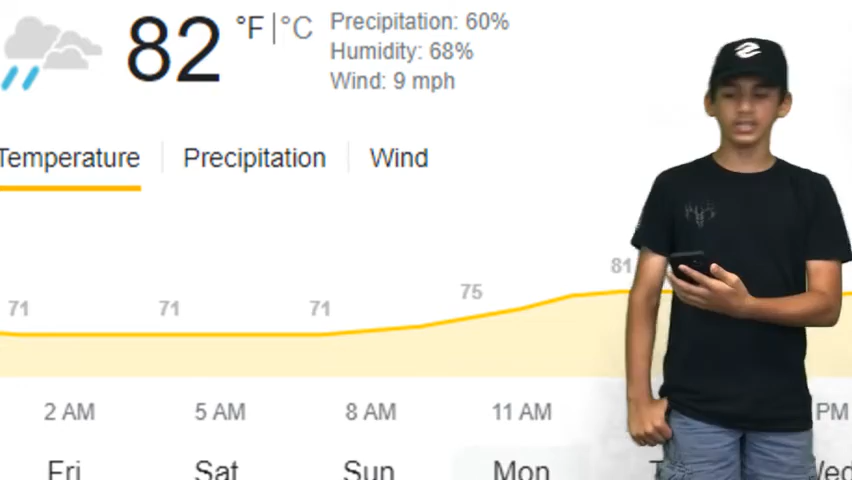 82 °F | °C
Precipitation: 60%
Humidity: 68%
Wind: 9 mph
Temperature Precipitation Wind
71 71 71 75 81
2 AM 5 AM 8 AM 11 AM PM
Fri Sat Sun Mon